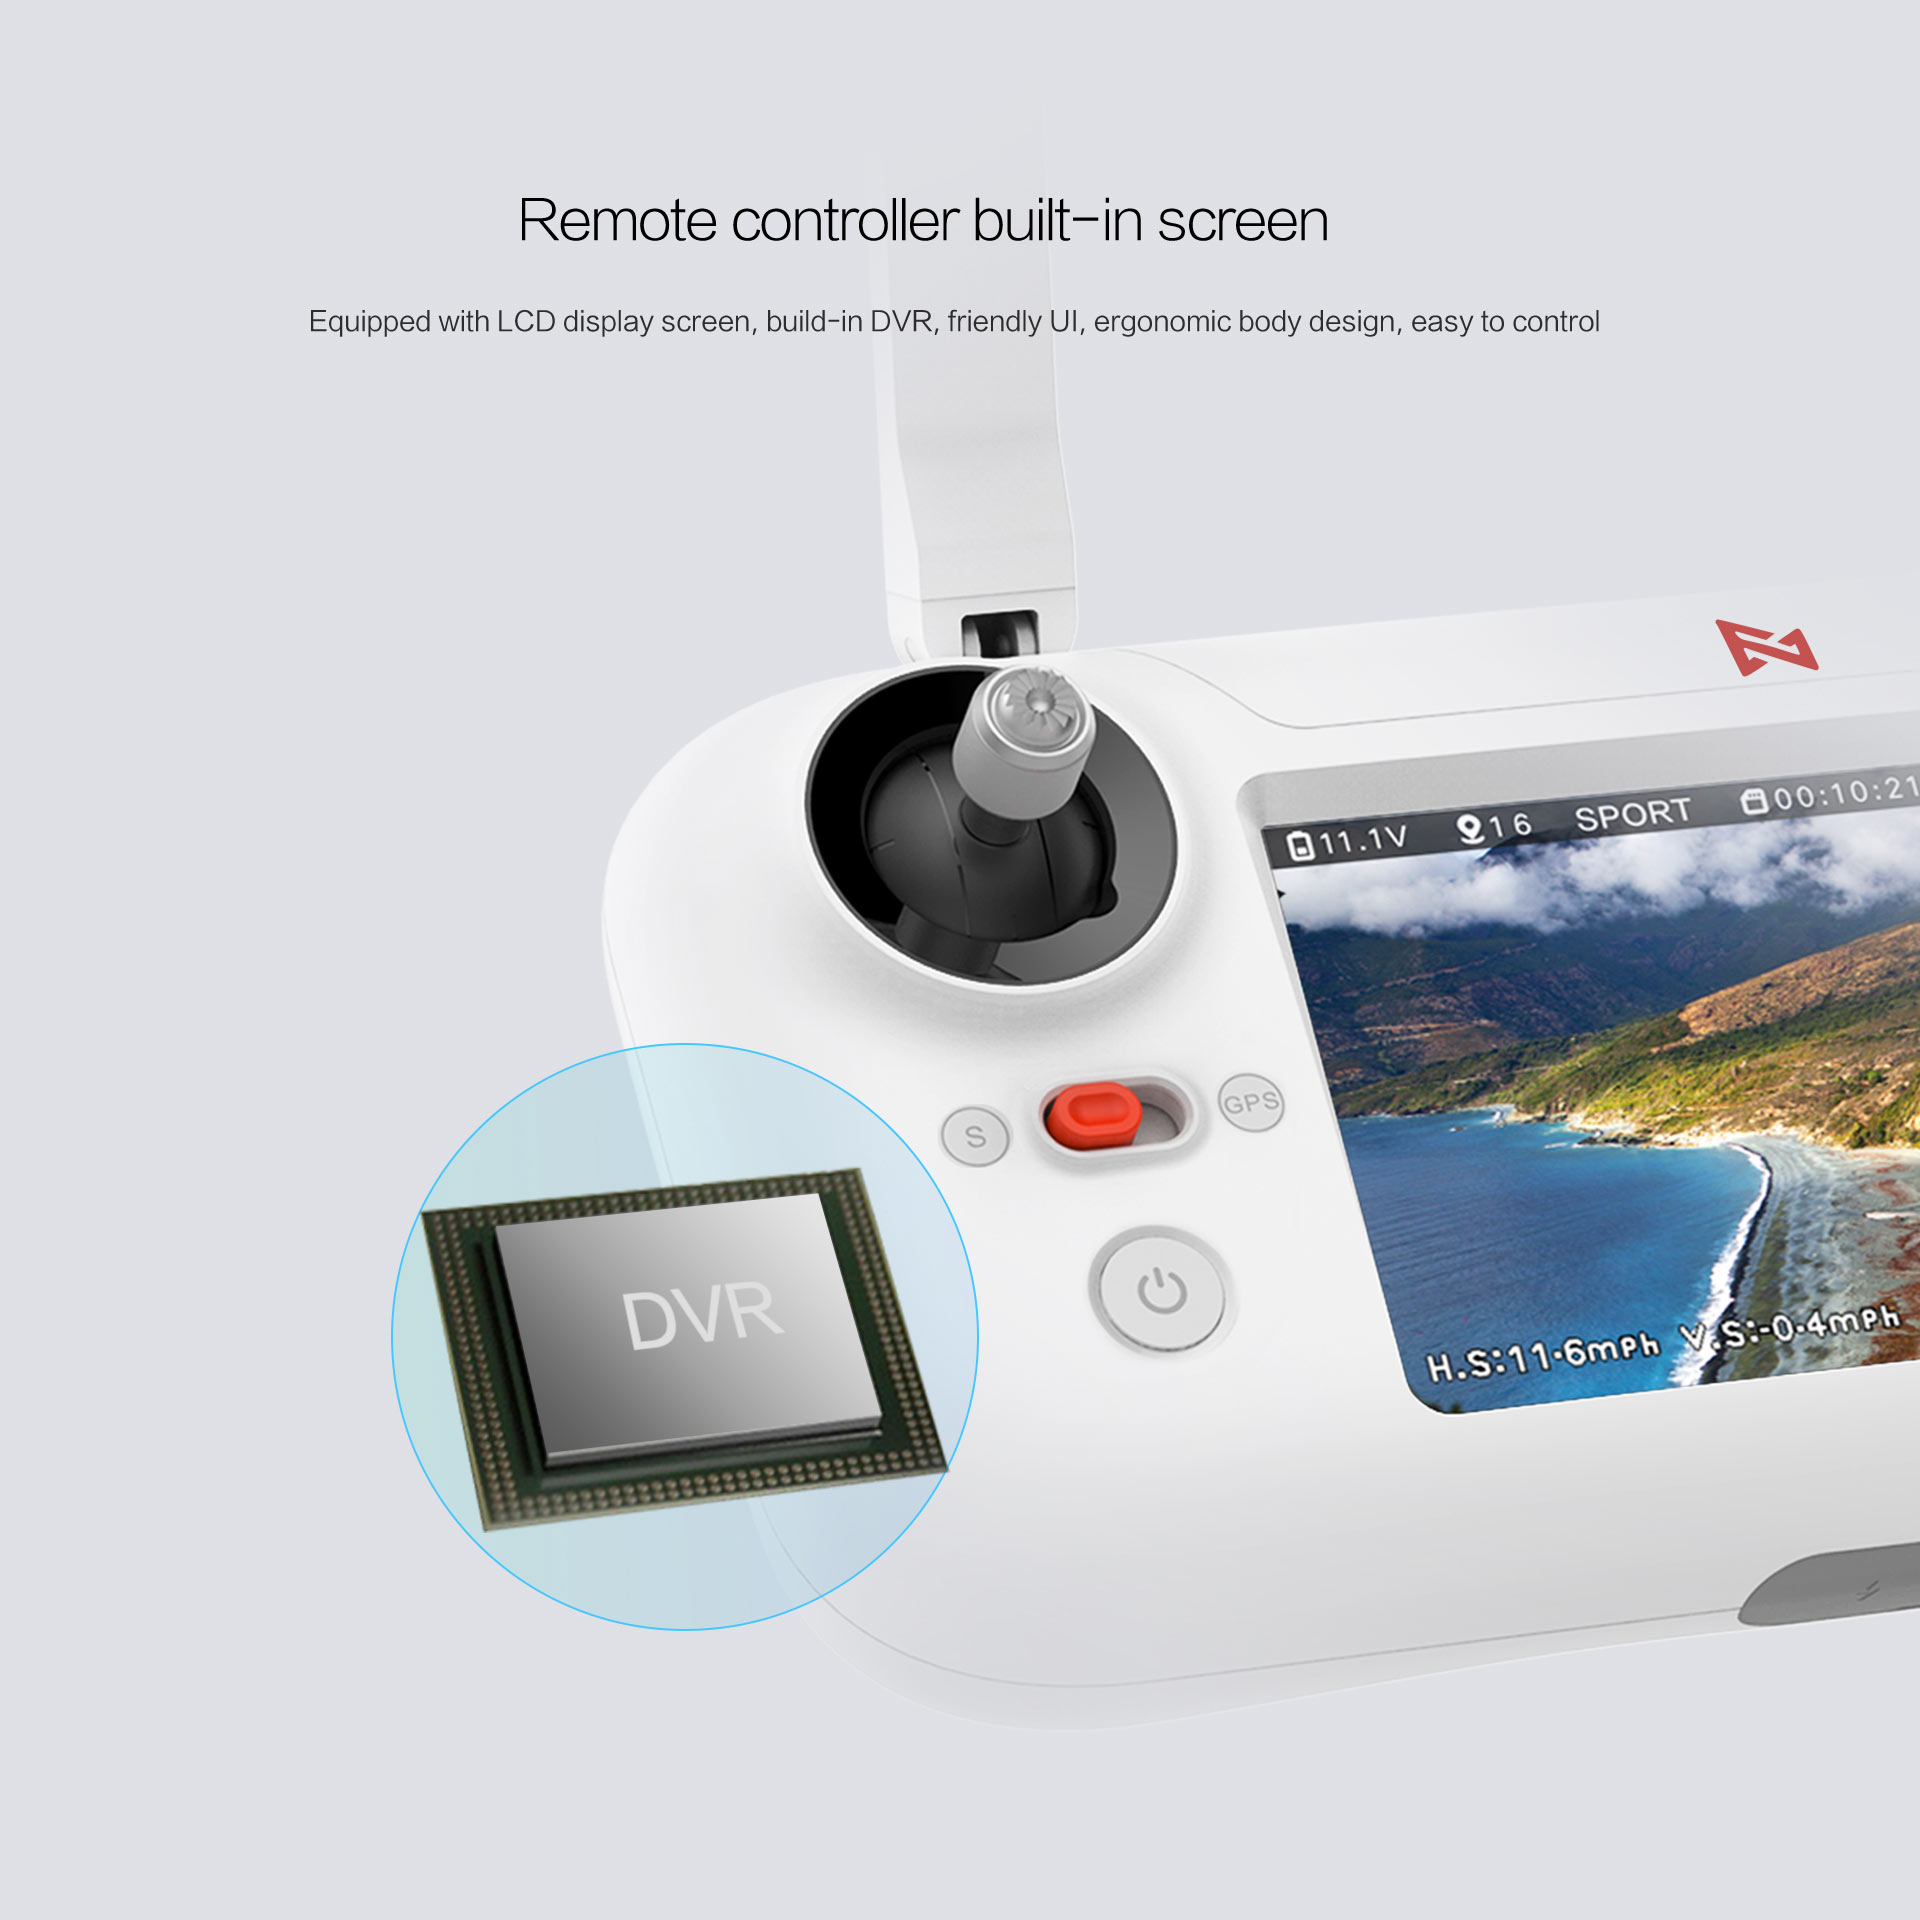 Remote controller built-in screen
Equipped with LCD display screen, build-in DVR, friendly UI, ergonomic body design, easy to control
11.1V 16 SPORT 00:10:21
S GPS
DVR
H.S:11.6mph V.S:-0.4mph